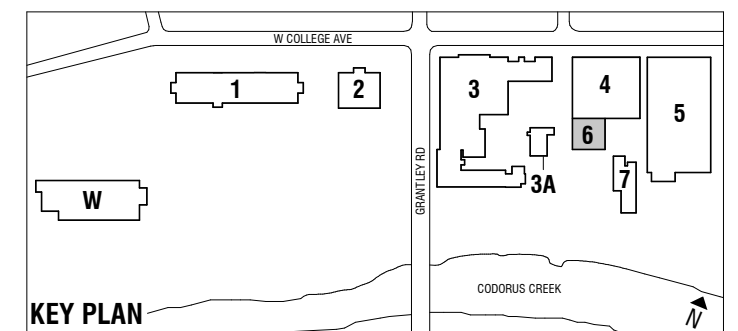 W COLLEGE AVE
1
2
3
4
5
6
GRANTLEY RD
3A
7
W
CODORUS CREEK
KEY PLAN
N